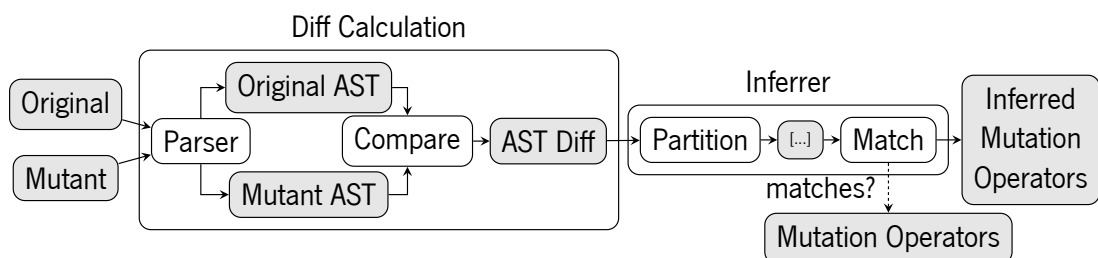 Diff Calculation
Original
Mutant
Parser
Original AST
Mutant AST
Compare
AST Diff
Inferrer
Partition
[...]
Match
matches?
Mutation Operators
Inferred
Mutation
Operators